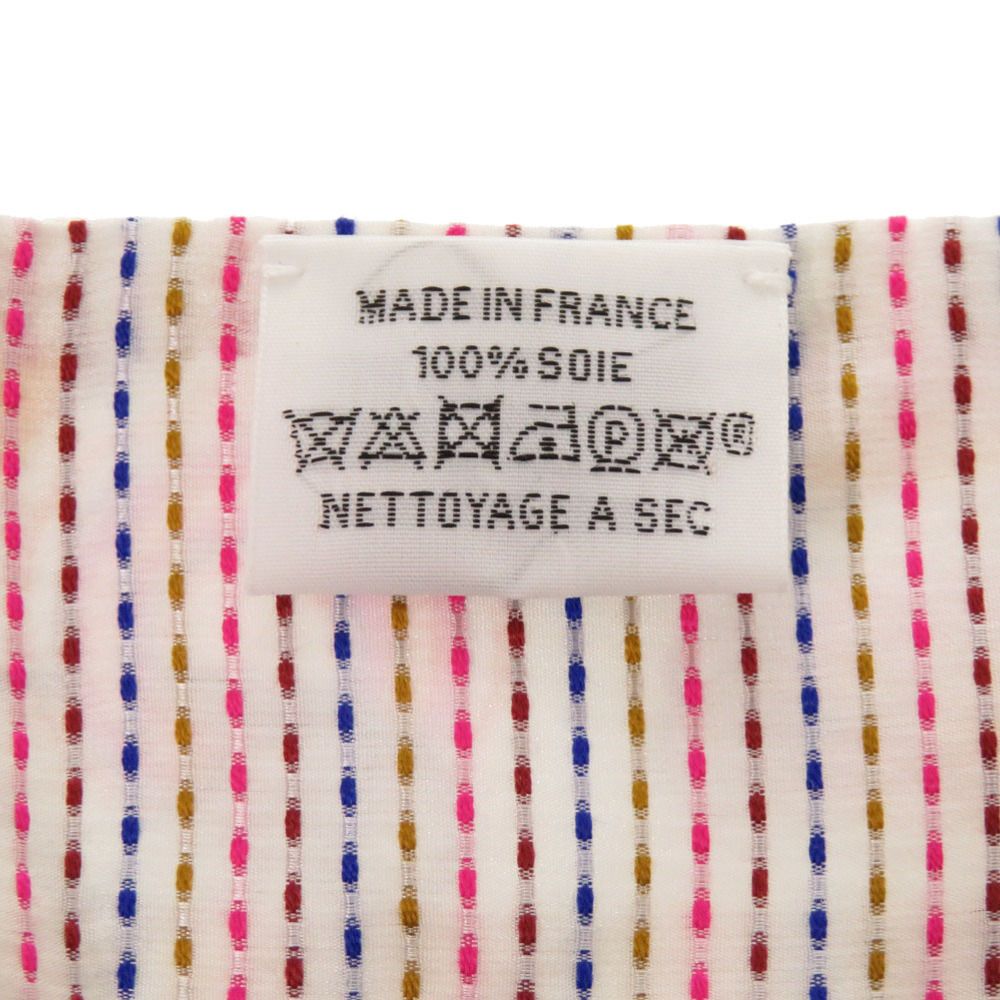 MADE IN FRANCE
100% SOIE
P ®
NETTOYAGE A SEC